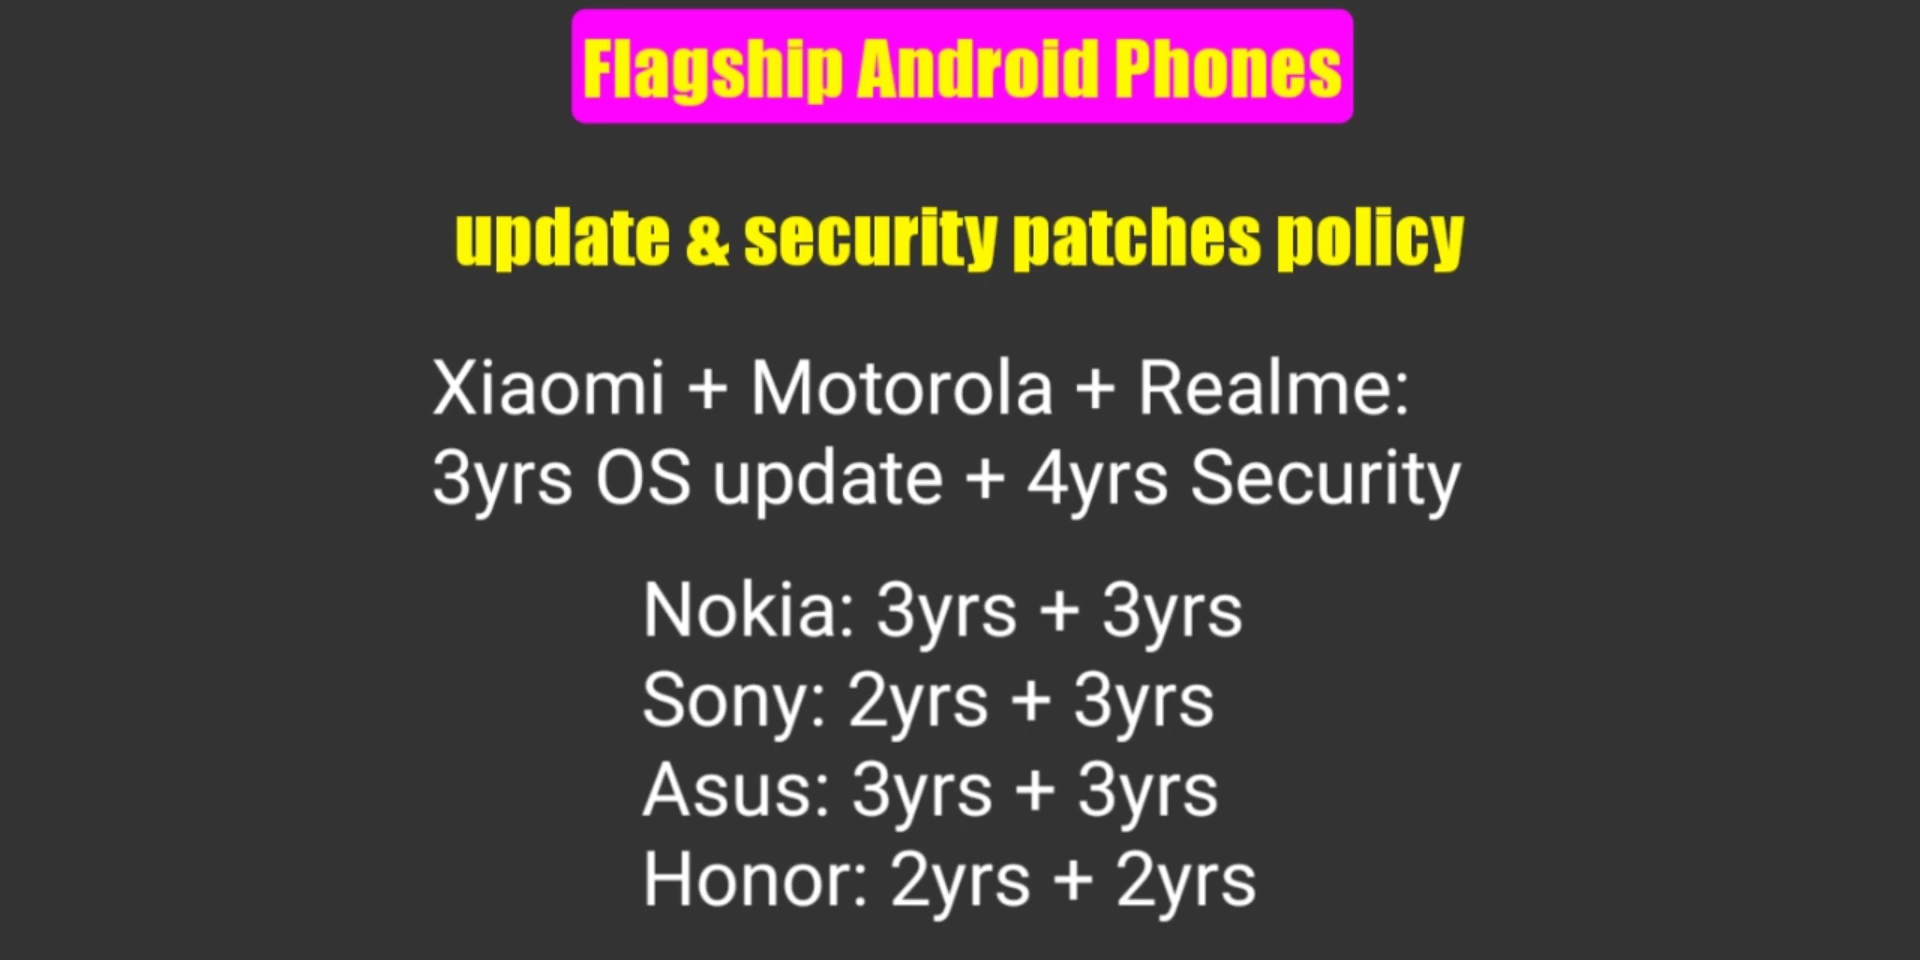 Flagship Android Phones
update & security patches policy
Xiaomi + Motorola + Realme:
3yrs OS update + 4yrs Security
Nokia: 3yrs + 3yrs
Sony: 2yrs + 3yrs
Asus: 3yrs + 3yrs
Honor: 2yrs + 2yrs